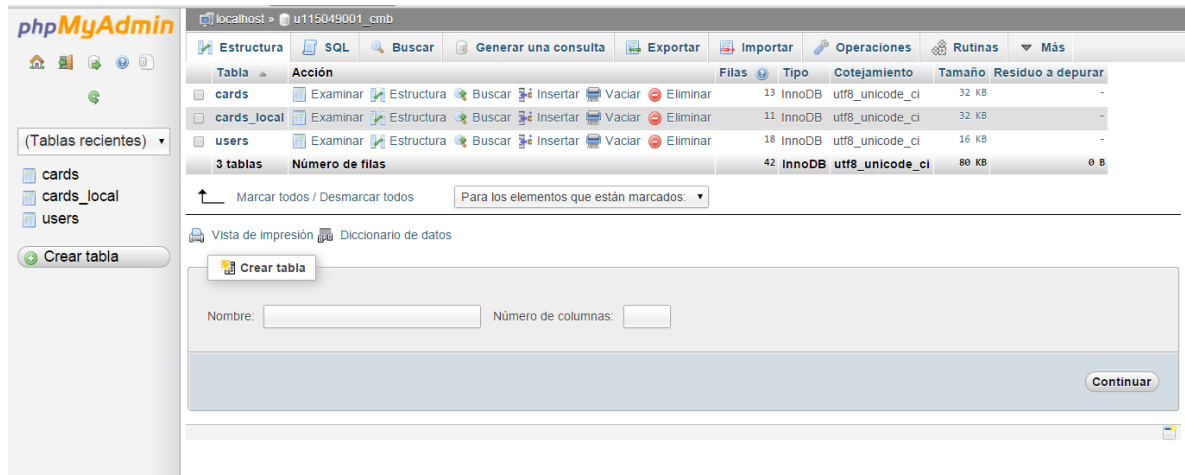 phpMyAdmin
(Tablas recientes)
cards
cards_local
users
Crear tabla
localhost » u115049001_cmb
Estructura SQL Buscar Generar una consulta Exportar Importar Operaciones Rutinas Más
Tabla Acción Filas Tipo Cotejamiento Tamaño Residuo a depurar
cards Examinar Estructura Buscar Insertar Vaciar Eliminar 13 InnoDB utf8_unicode_ci 32 KB -
cards_local Examinar Estructura Buscar Insertar Vaciar Eliminar 11 InnoDB utf8_unicode_ci 32 KB -
users Examinar Estructura Buscar Insertar Vaciar Eliminar 18 InnoDB utf8_unicode_ci 16 KB -
3 tablas Número de filas 42 InnoDB utf8_unicode_ci 80 KB 0 B
Marcar todos / Desmarcar todos Para los elementos que están marcados:
Vista de impresión Diccionario de datos
Crear tabla
Nombre: Número de columnas:
Continuar